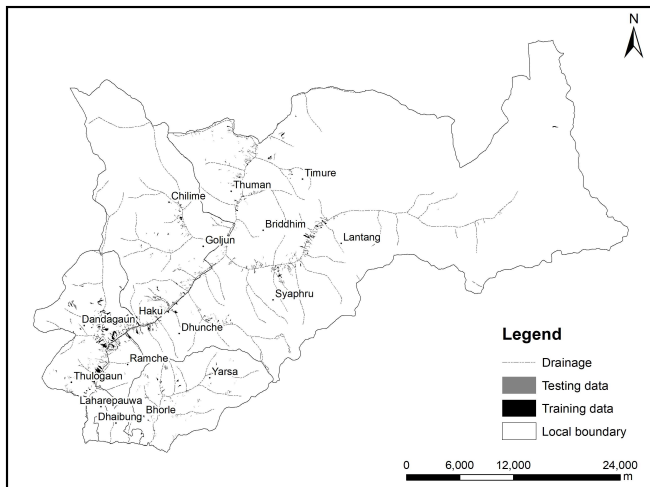 N
Timure
Thuman
Chilime
Briddhim
Goljun
Lantang
Syaphru
Haku
Dandagaun
Dhunche
Ramche
Thulogaun
Yarsa
Laharepauwa
Bhorle
Dhaibung
Legend
Drainage
Testing data
Training data
Local boundary
0 6,000 12,000 24,000
m